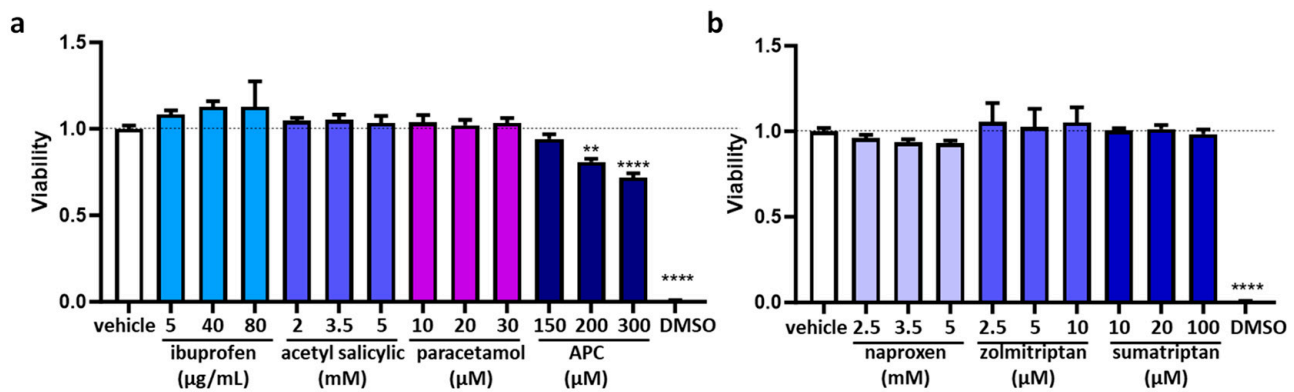 a
1.5
1.0
0.5
0.0
Viability
**
****
****
vehicle 5 40 80 2 3.5 5 10 20 30 150 200 300 DMSO
ibuprofen acetyl salicylic paracetamol APC
(µg/mL) (mM) (µM) (µM)
b
1.5
1.0
0.5
0.0
Viability
****
vehicle 2.5 3.5 5 2.5 5 10 10 20 100 DMSO
naproxen zolmitriptan sumatriptan
(mM) (µM) (µM)